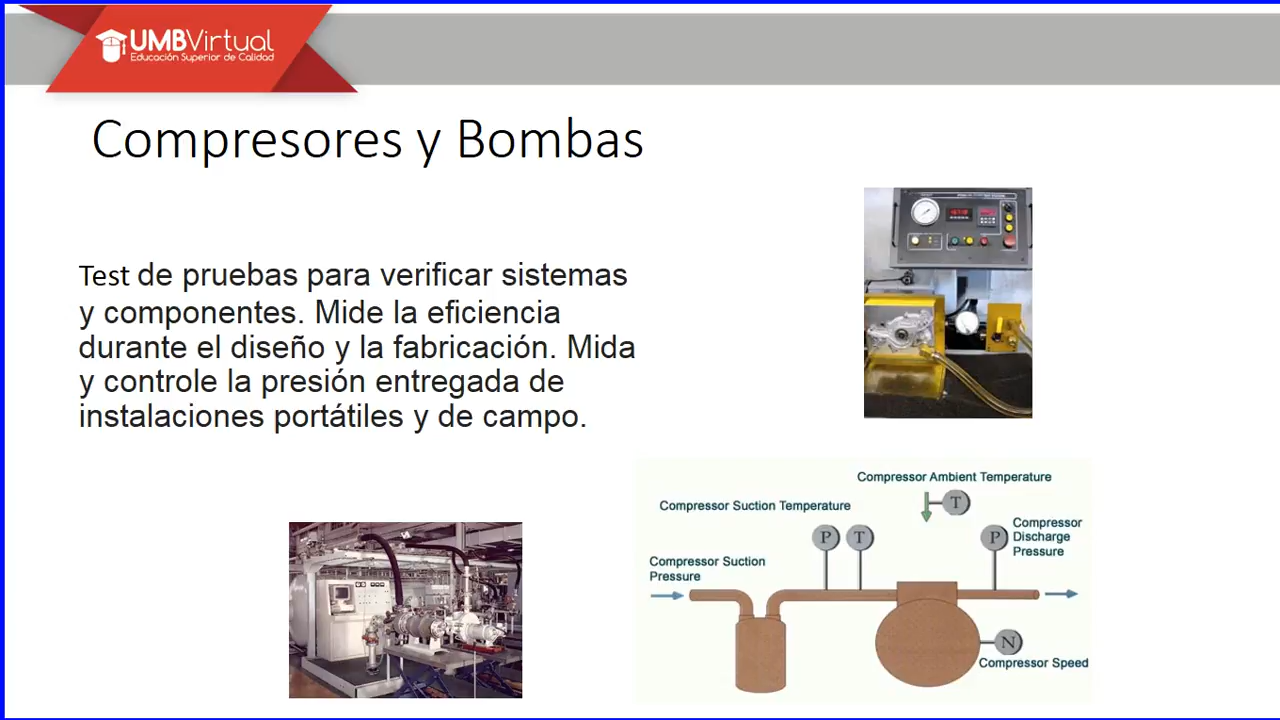 UMBVirtual
Educación Superior de Calidad
Compresores y Bombas
Test de pruebas para verificar sistemas
y componentes. Mide la eficiencia
durante el diseño y la fabricación. Mida
y controle la presión entregada de
instalaciones portátiles y de campo.
Compressor Ambient Temperature
T
Compressor Suction Temperature
P
T
P
Compressor
Discharge
Pressure
Compressor Suction
Pressure
N
Compressor Speed